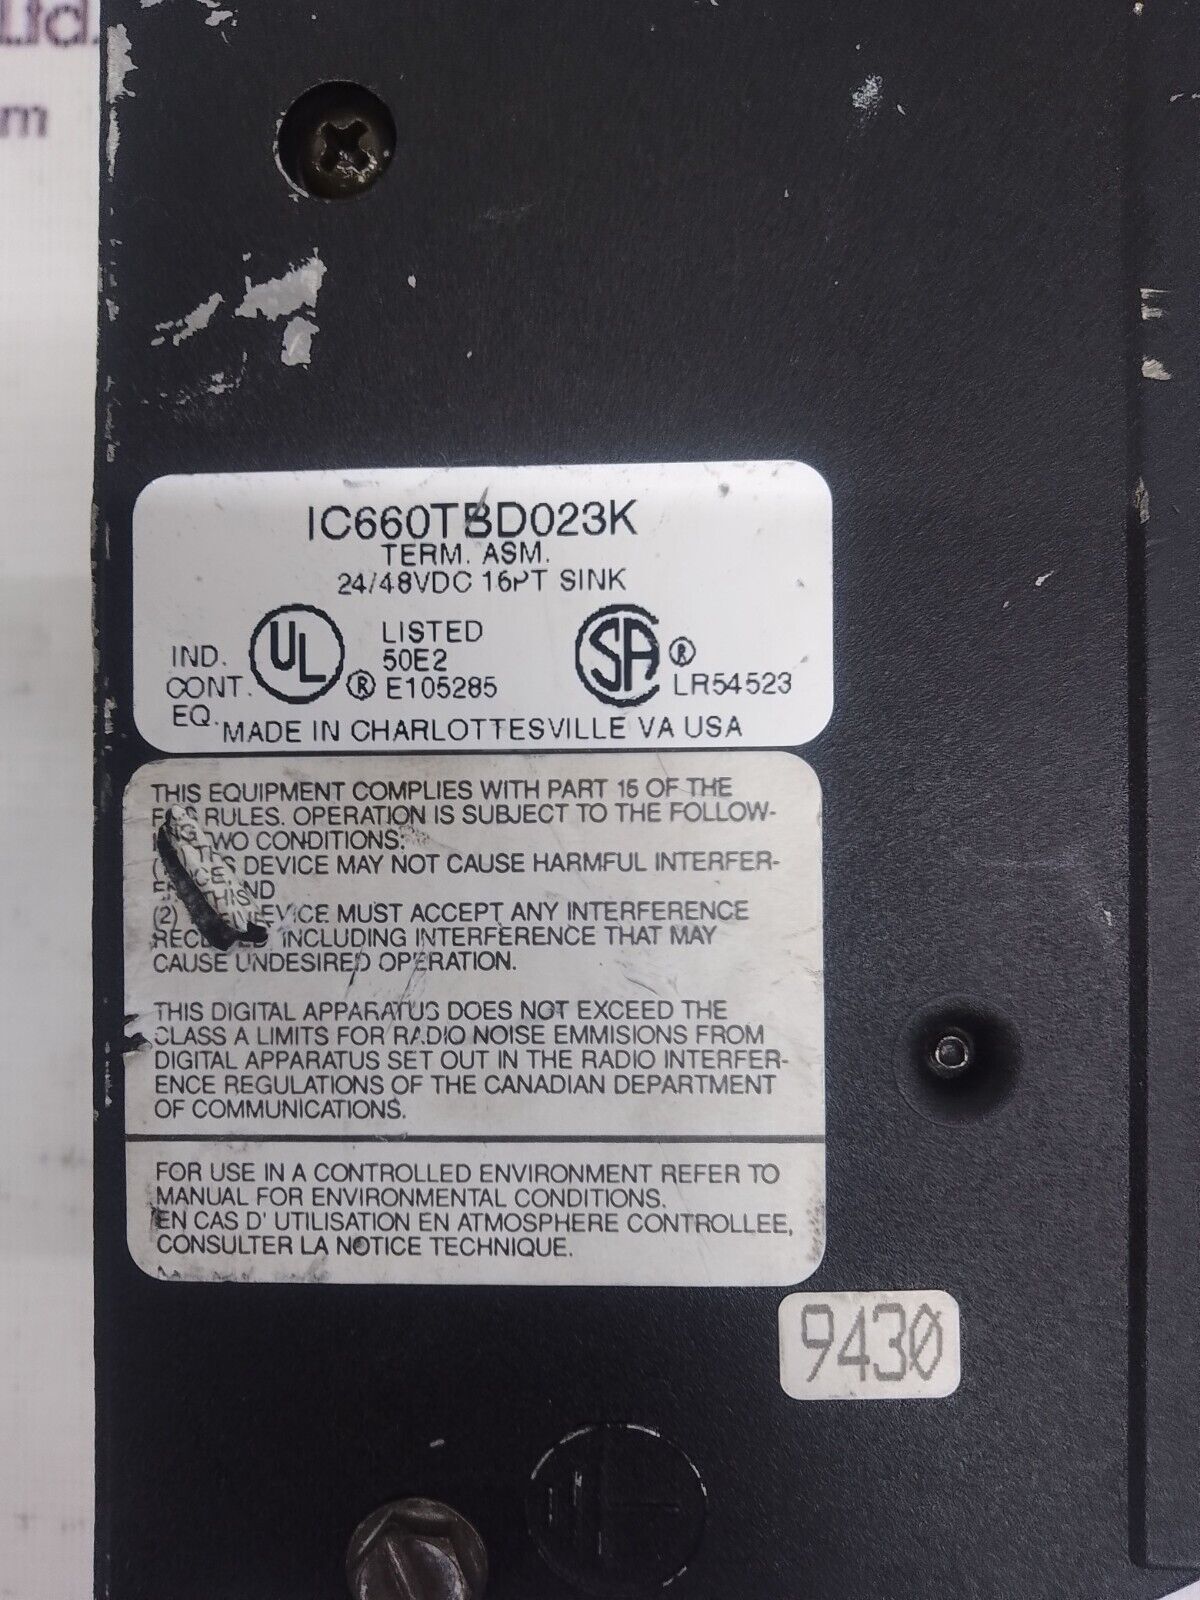 Ltd.
m
IC660TBD023K
TERM. ASM.
24/48VDC 16PT SINK
IND.
CONT.
EQ.
UL
®
LISTED
50E2
E105285
SA
®
LR54523
MADE IN CHARLOTTESVILLE VA USA
THIS EQUIPMENT COMPLIES WITH PART 15 OF THE
FCC RULES. OPERATION IS SUBJECT TO THE FOLLOW-
ING TWO CONDITIONS:
DEVICE MAY NOT CAUSE HARMFUL INTERFER-
(2) DEVICE MUST ACCEPT ANY INTERFERENCE
INCLUDING INTERFERENCE THAT MAY
CAUSE UNDESIRED OPERATION.
THIS DIGITAL APPARATUS DOES NOT EXCEED THE
CLASS A LIMITS FOR RADIO NOISE EMMISIONS FROM
DIGITAL APPARATUS SET OUT IN THE RADIO INTERFER-
ENCE REGULATIONS OF THE CANADIAN DEPARTMENT
OF COMMUNICATIONS.
FOR USE IN A CONTROLLED ENVIRONMENT REFER TO
MANUAL FOR ENVIRONMENTAL CONDITIONS.
EN CAS D' UTILISATION EN ATMOSPHERE CONTROLLEE,
CONSULTER LA NOTICE TECHNIQUE.
9430